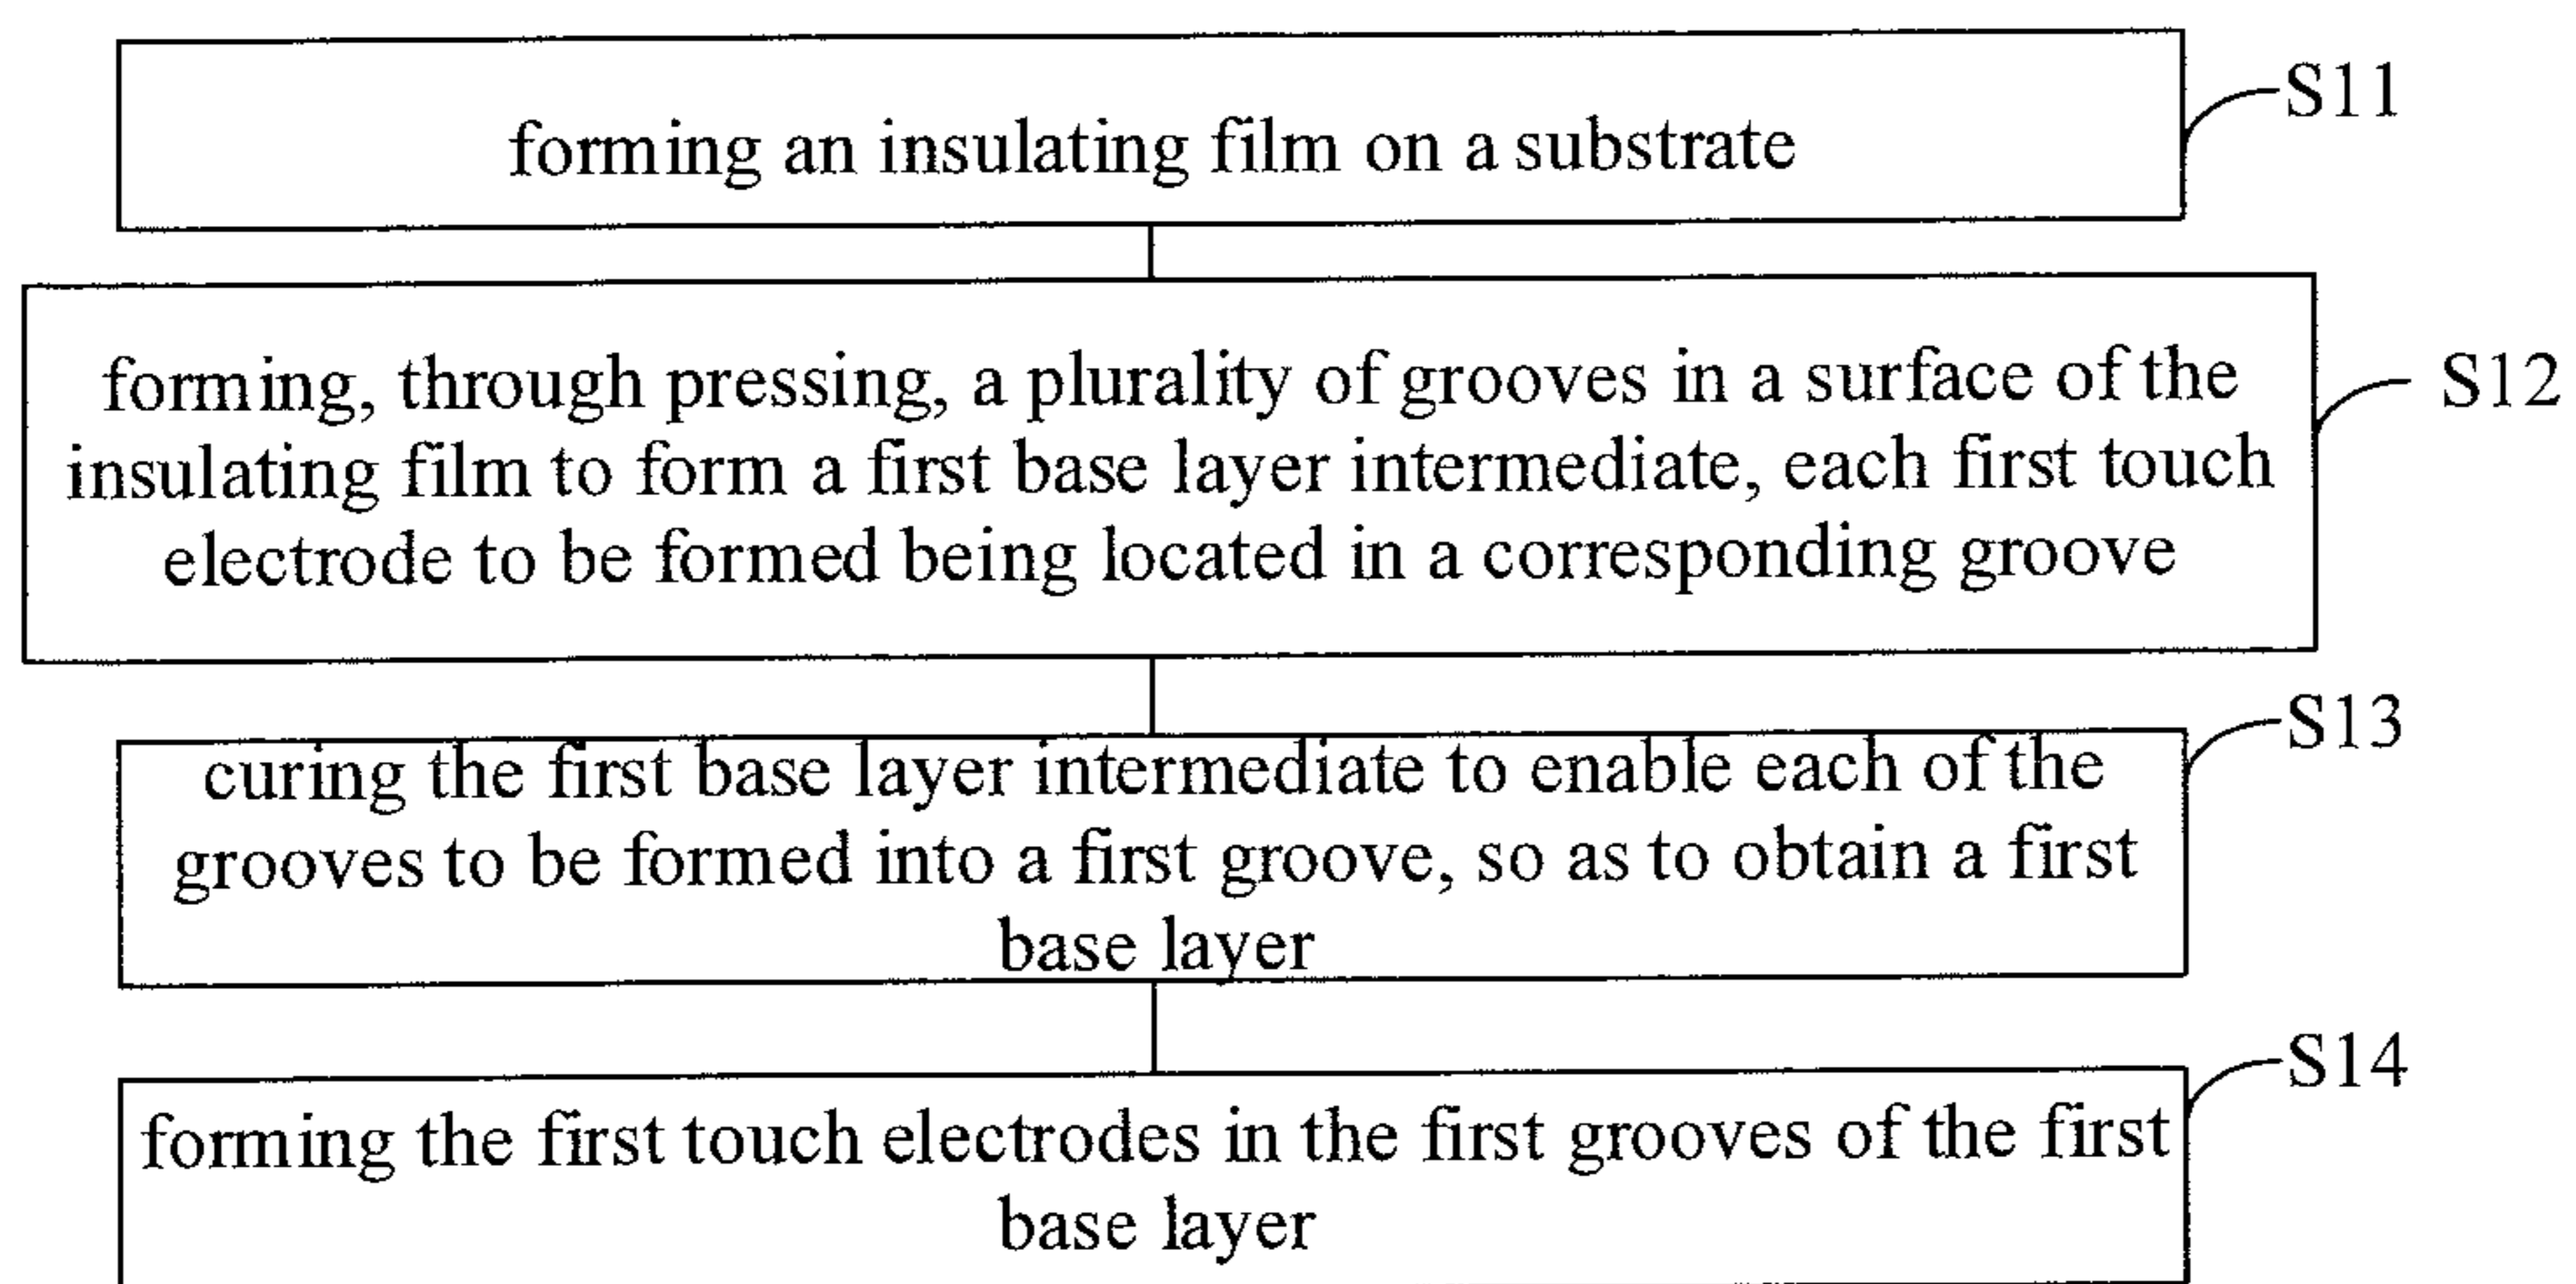 forming an insulating film on a substrate
S11
forming, through pressing, a plurality of grooves in a surface of the
insulating film to form a first base layer intermediate, each first touch
electrode to be formed being located in a corresponding groove
S12
curing the first base layer intermediate to enable each of the
grooves to be formed into a first groove, so as to obtain a first
base layer
S13
forming the first touch electrodes in the first grooves of the first
base layer
S14